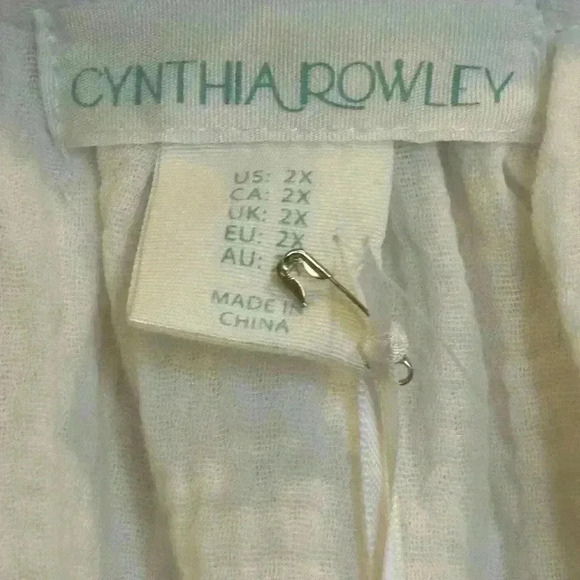 CYNTHIA ROWLEY
US: 2X
CA: 2X
UK: 2X
EU: 2X
AU:
MADE IN
CHINA